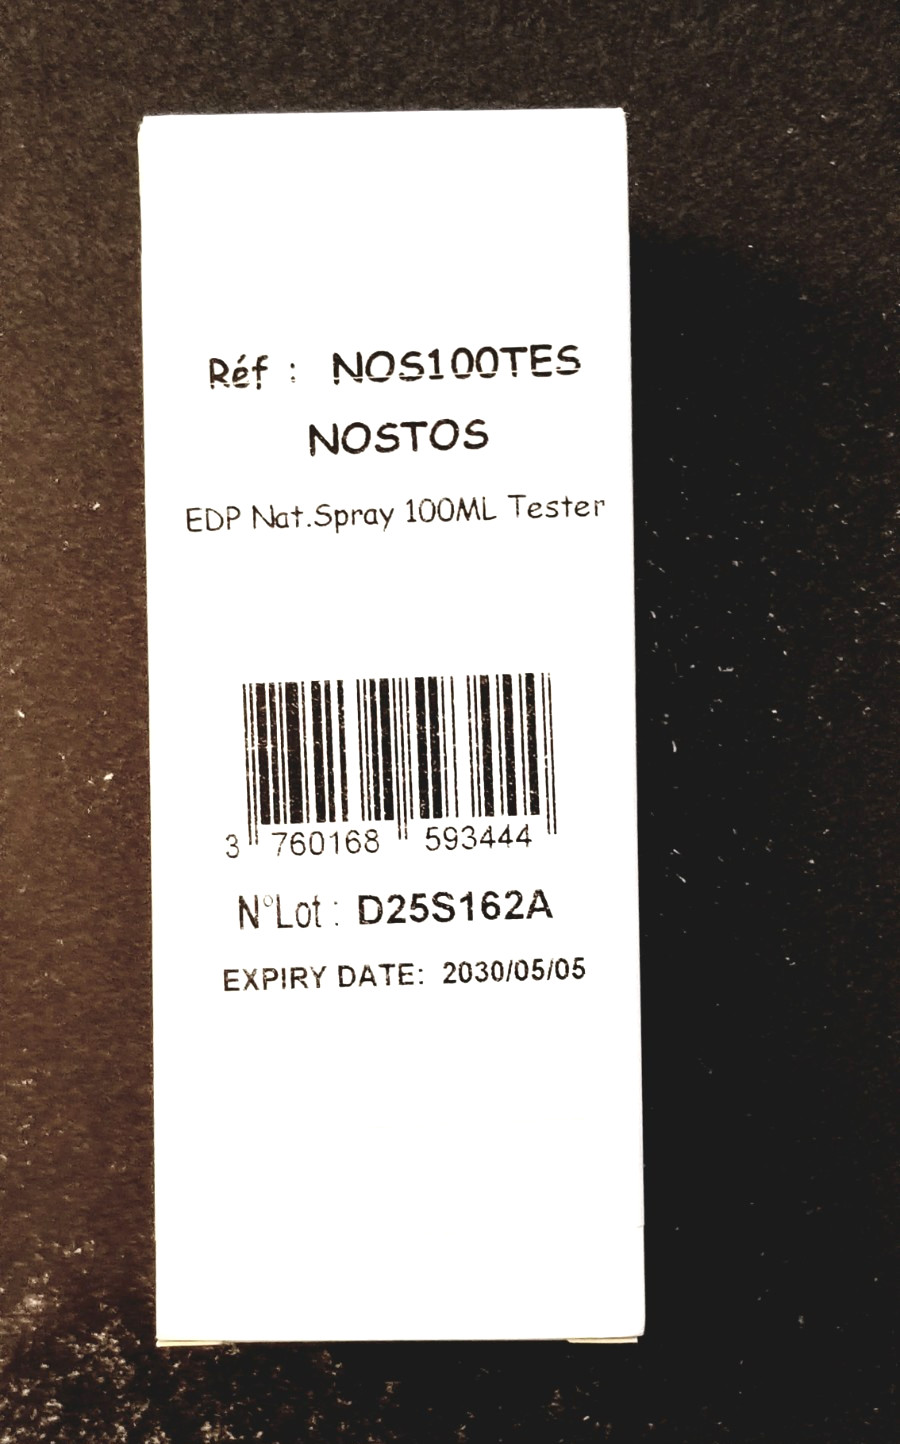 Réf : NOS100TES
NOSTOS
EDP Nat.Spray 100ML Tester
3 760168 593444
N°Lot : D25S162A
EXPIRY DATE: 2030/05/05